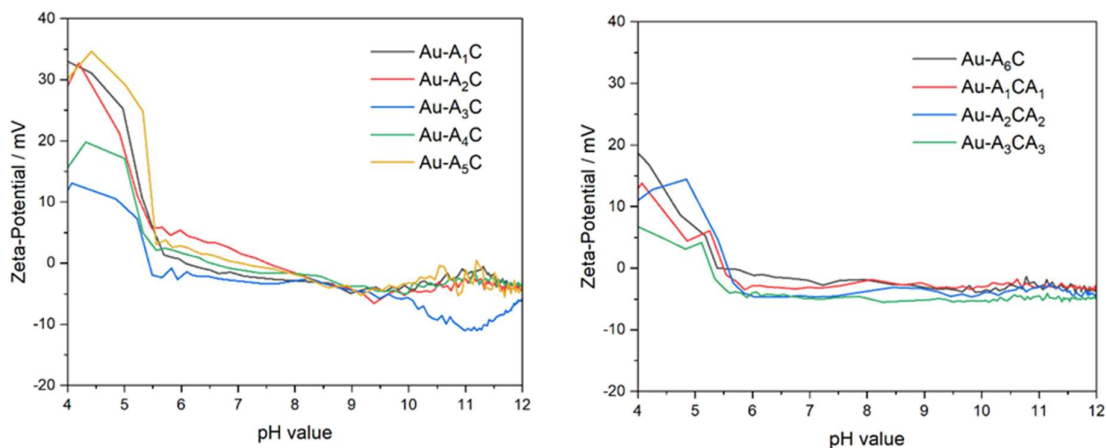 40
30
20
10
0
-10
-20
Zeta-Potential / mV
Au-A₁C
Au-A₂C
Au-A₃C
Au-A₄C
Au-A₅C
4 5 6 7 8 9 10 11 12
pH value
40
30
20
10
0
-10
-20
Zeta-Potential / mV
Au-A₆C
Au-A₁CA₁
Au-A₂CA₂
Au-A₃CA₃
4 5 6 7 8 9 10 11 12
pH value